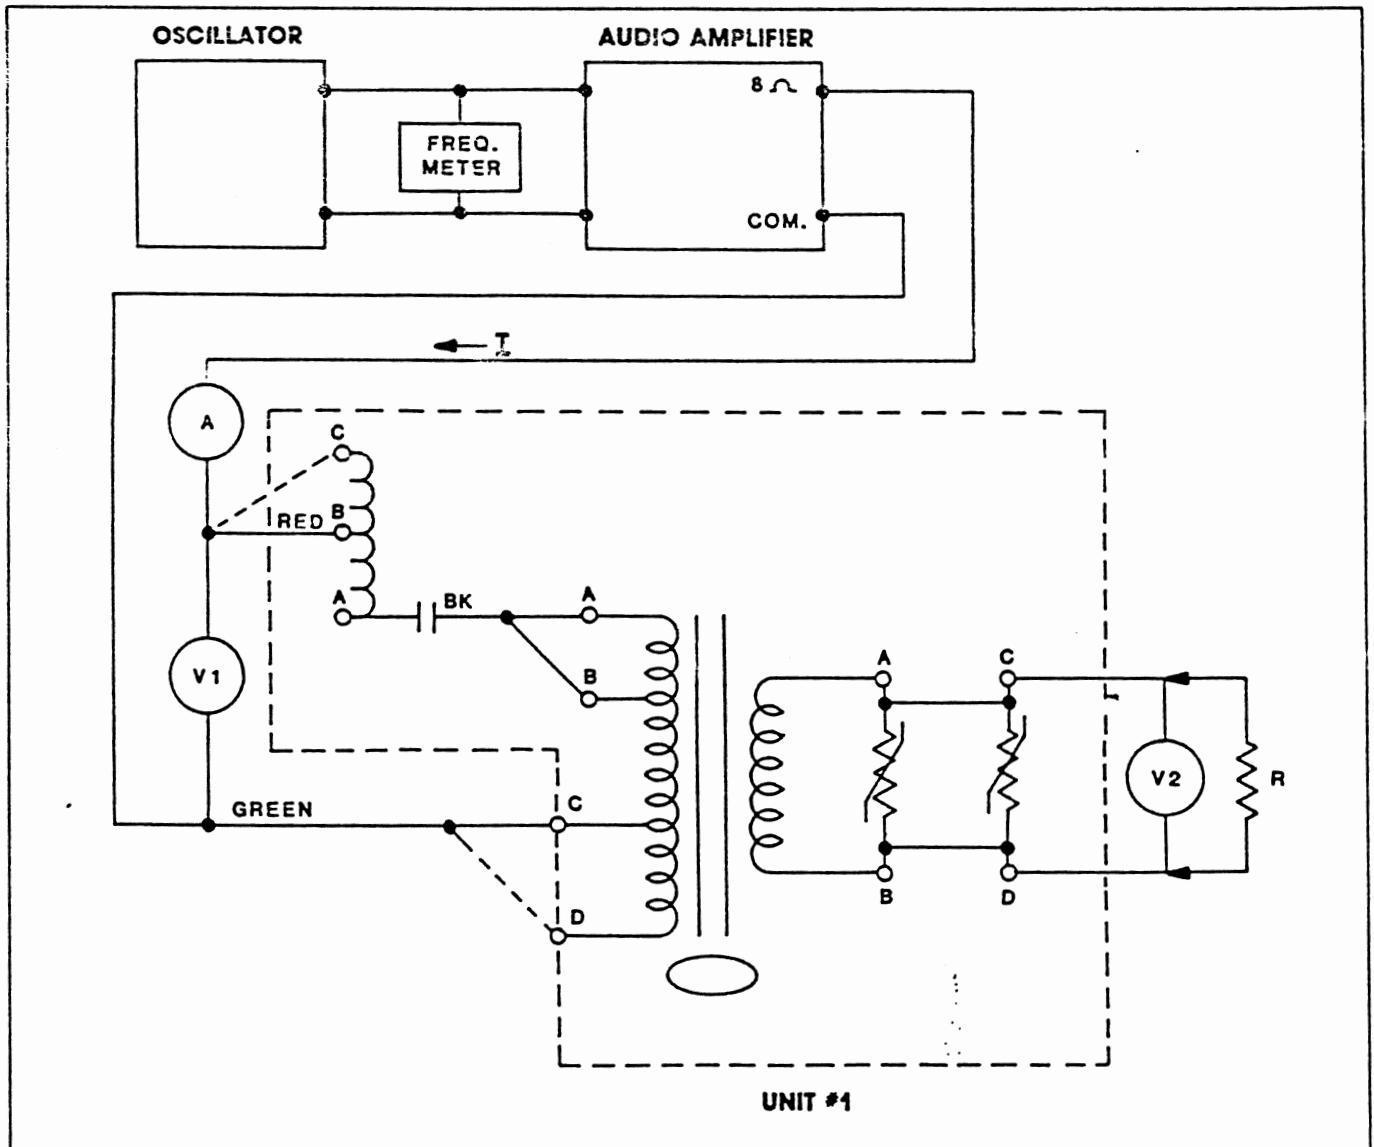 OSCILLATOR
AUDIO AMPLIFIER
8 Ω
FREQ.
METER
COM.
I
A
C
RED
B
A
BK
A
B
V1
GREEN
C
D
A
C
V2
R
B
D
UNIT #1